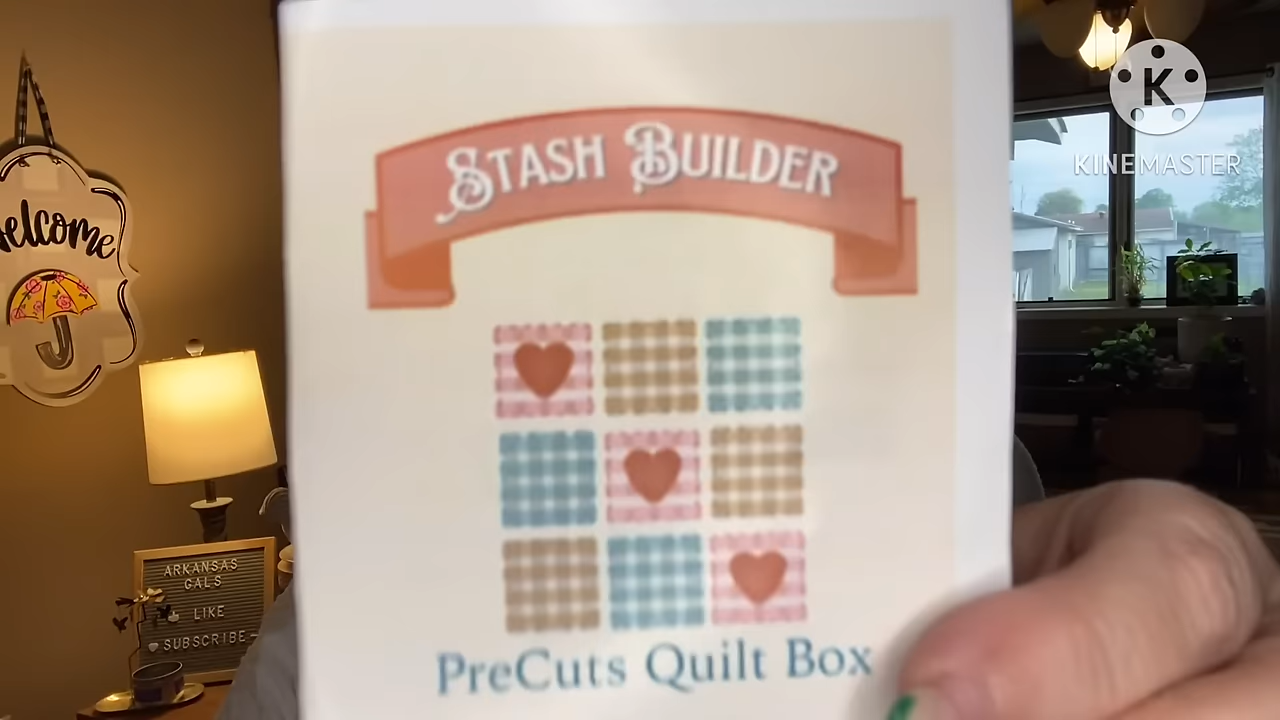 Stash Builder
PreCuts Quilt Box
welcome
ARKANSAS
GALS
LIKE
SUBSCRIBE
K
KINEMASTER